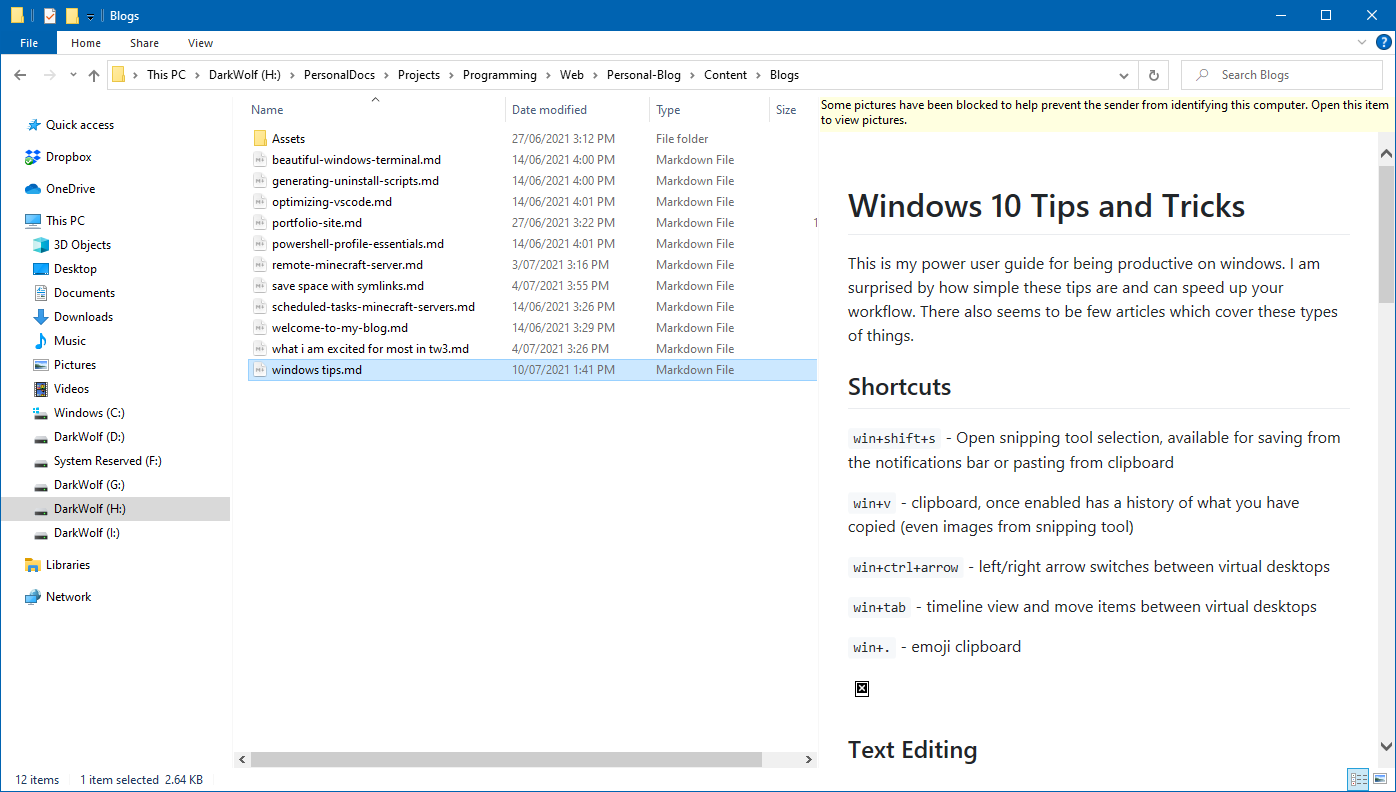 Blogs
File Home Share View
This PC > DarkWolf (H:) > PersonalDocs > Projects > Programming > Web > Personal-Blog > Content > Blogs
Search Blogs
Quick access
Dropbox
OneDrive
This PC
3D Objects
Desktop
Documents
Downloads
Music
Pictures
Videos
Windows (C:)
DarkWolf (D:)
System Reserved (F:)
DarkWolf (G:)
DarkWolf (H:)
DarkWolf (I:)
Libraries
Network
Name Date modified Type Size
Assets 27/06/2021 3:12 PM File folder
beautiful-windows-terminal.md 14/06/2021 4:00 PM Markdown File
generating-uninstall-scripts.md 14/06/2021 4:00 PM Markdown File
optimizing-vscode.md 14/06/2021 4:01 PM Markdown File
portfolio-site.md 27/06/2021 3:22 PM Markdown File 1
powershell-profile-essentials.md 14/06/2021 4:01 PM Markdown File
remote-minecraft-server.md 3/07/2021 3:16 PM Markdown File
save space with symlinks.md 4/07/2021 3:55 PM Markdown File
scheduled-tasks-minecraft-servers.md 14/06/2021 3:26 PM Markdown File
welcome-to-my-blog.md 14/06/2021 3:29 PM Markdown File
what i am excited for most in tw3.md 4/07/2021 3:26 PM Markdown File
windows tips.md 10/07/2021 1:41 PM Markdown File
Some pictures have been blocked to help prevent the sender from identifying this computer. Open this item
to view pictures.
Windows 10 Tips and Tricks
This is my power user guide for being productive on windows. I am
surprised by how simple these tips are and can speed up your
workflow. There also seems to be few articles which cover these types
of things.
Shortcuts
win+shift+s - Open snipping tool selection, available for saving from
the notifications bar or pasting from clipboard
win+v - clipboard, once enabled has a history of what you have
copied (even images from snipping tool)
win+ctrl+arrow - left/right arrow switches between virtual desktops
win+tab - timeline view and move items between virtual desktops
win+. - emoji clipboard
Text Editing
12 items 1 item selected 2.64 KB